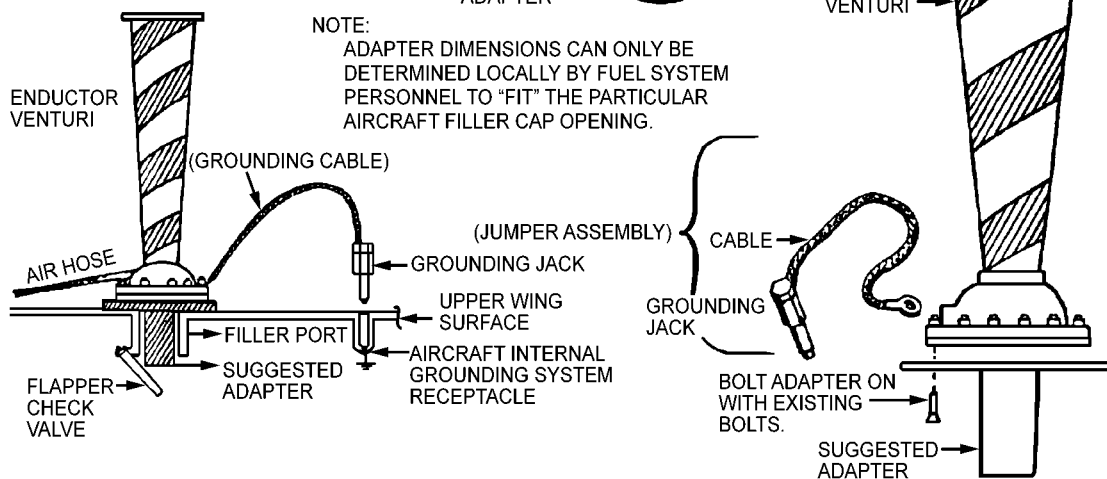 ADAPTER
NOTE:
ADAPTER DIMENSIONS CAN ONLY BE
DETERMINED LOCALLY BY FUEL SYSTEM
PERSONNEL TO “FIT” THE PARTICULAR
AIRCRAFT FILLER CAP OPENING.
ENDUCTOR
VENTURI
(GROUNDING CABLE)
AIR HOSE
GROUNDING JACK
UPPER WING
SURFACE
FILLER PORT
AIRCRAFT INTERNAL
GROUNDING SYSTEM
RECEPTACLE
SUGGESTED
ADAPTER
FLAPPER
CHECK
VALVE
VENTURI
(JUMPER ASSEMBLY)
CABLE
GROUNDING
JACK
BOLT ADAPTER ON
WITH EXISTING
BOLTS.
SUGGESTED
ADAPTER